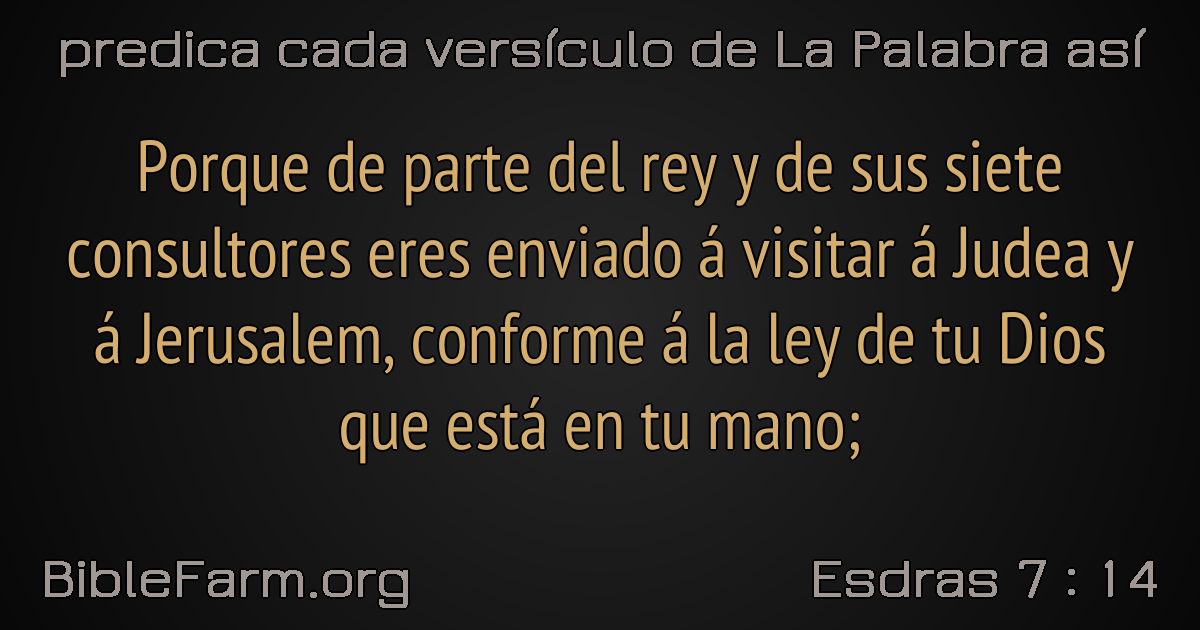 predica cada versículo de La Palabra así
Porque de parte del rey y de sus siete
consultores eres enviado á visitar á Judea y
á Jerusalem, conforme á la ley de tu Dios
que está en tu mano;
BibleFarm.org
Esdras 7 : 14